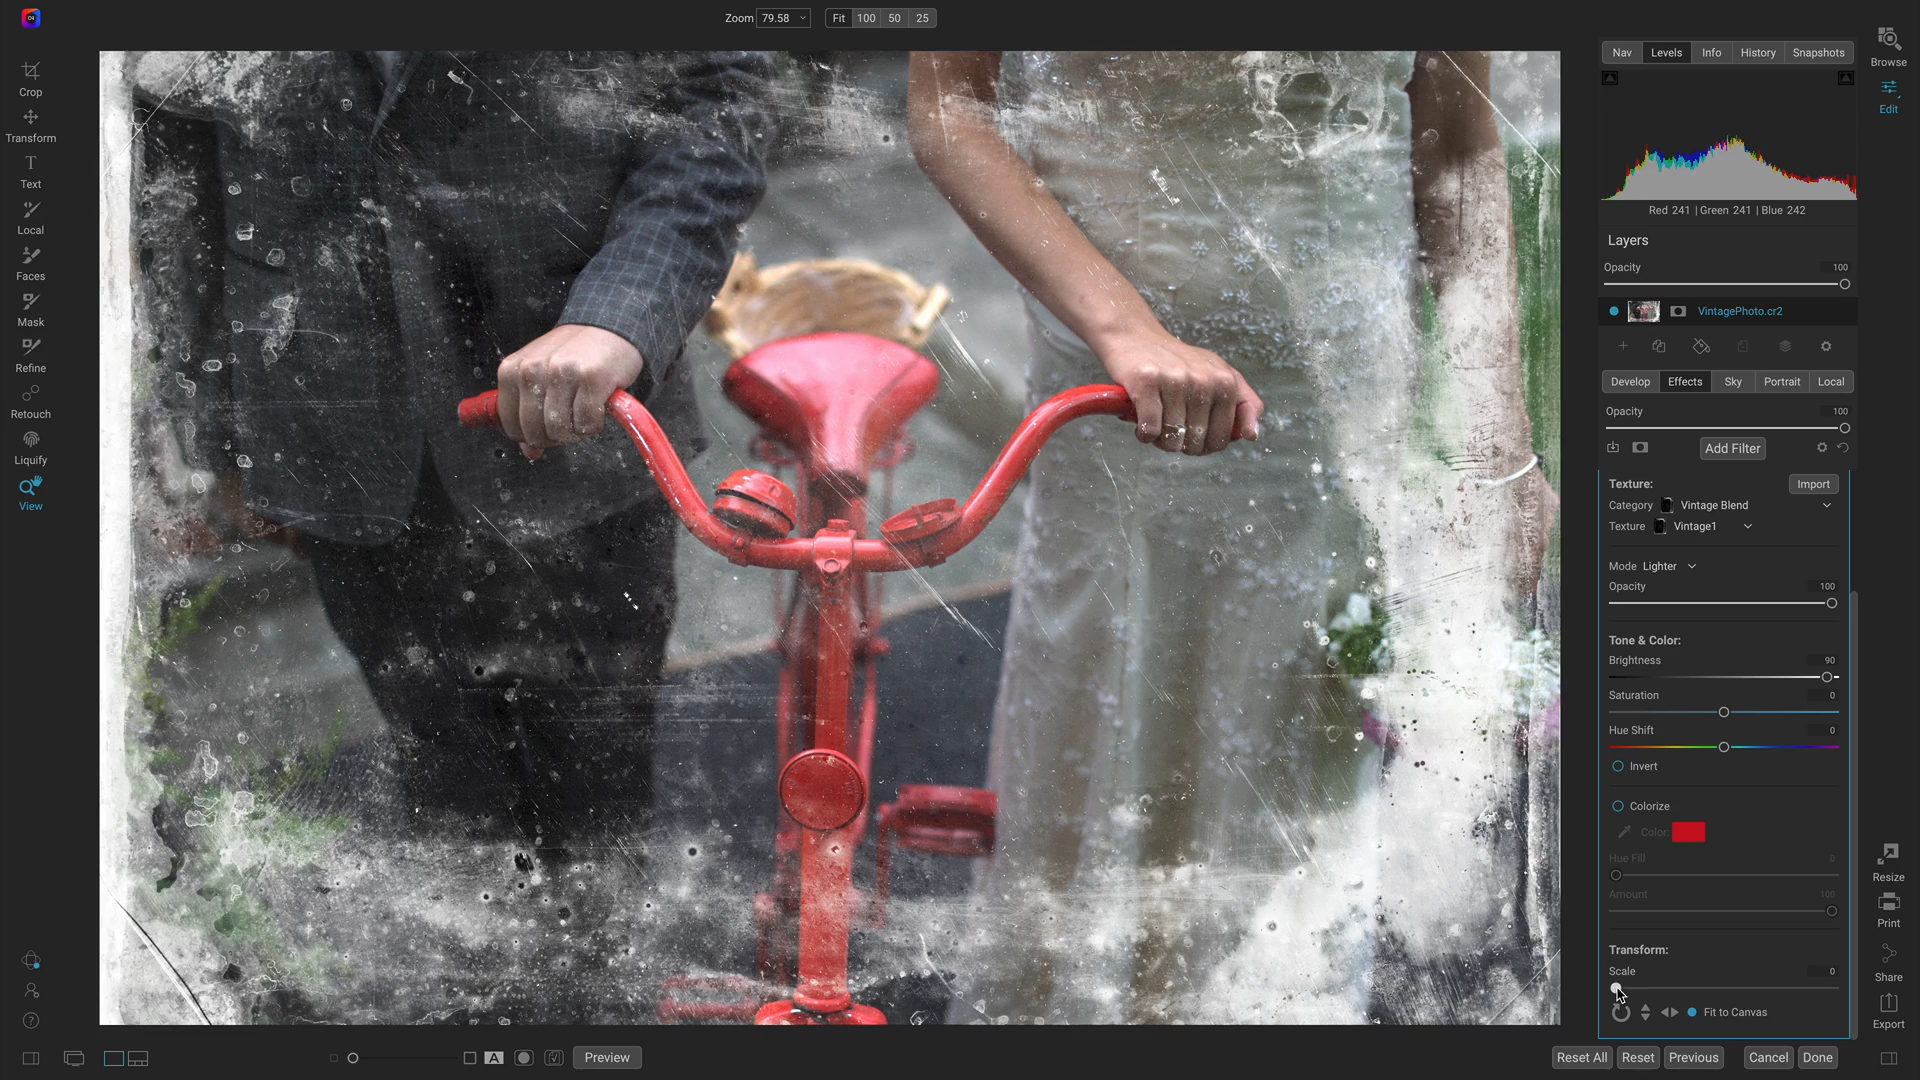 Zoom 79.58
Fit 100 50 25
Crop
Transform
Text
Local
Faces
Mask
Refine
Retouch
Liquify
View
Nav Levels Info History Snapshots
Red 241 | Green 241 | Blue 242
Layers
Opacity 100
VintagePhoto.cr2
Develop Effects Sky Portrait Local
Opacity 100
Add Filter
Texture: Import
Category Vintage Blend
Texture Vintage1
Mode Lighter
Opacity 100
Tone & Color:
Brightness 90
Saturation 0
Hue Shift 0
Invert
Colorize
Color:
Hue Fill 0
Amount 100
Transform:
Scale 0
Fit to Canvas
Browse
Edit
Resize
Print
Share
Export
A
Preview
Reset All Reset Previous Cancel Done